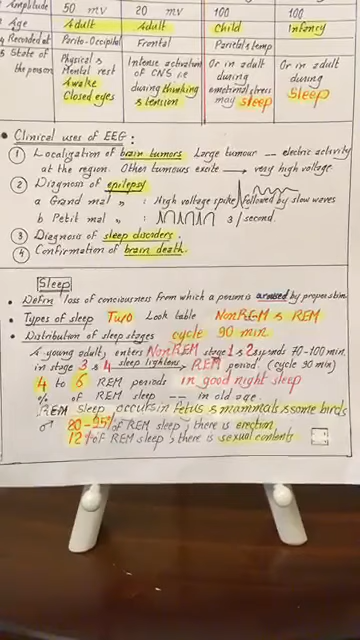 Amplitude 50 mv 20 mv 100 100
Age Adult Adult Child Infancy
Recorded at Parito-Occipital Frontal Parietal & temp
State of the person Physical & Mental rest Awake Closed eyes Intense activation of CNS i.e during thinking & tension Or in adult during emotional stress may sleep Or in adult during Sleep
• Clinical uses of EEG:
① Localization of brain tumors Large tumour — electric activity
at the region. Other tumours excite → very high voltage.
② Diagnosis of epilepsy
a Grand mal " : High voltage spike followed by slow waves
b Petit mal " : 3/second.
③ Diagnosis of sleep disorders.
④ Confirmation of brain death.
Sleep
• Defn: loss of conciousness from which a person is aroused by proper stim.
• Types of sleep Two Look table NonREM & REM
• Distribution of sleep stages cycle 90 min
A young adult, enters NonREM stage 1 & 2 spends 70-100 min.
in stage 3 & 4 sleep lightens, REM period (cycle 90 min)
4 to 6 REM periods in good night sleep
% of REM sleep -- in old age.
REM sleep occurs in fetus & mammals & some birds
♂ 80-95% of REM sleep, there is erection
12% of REM sleep, there is sexual contents